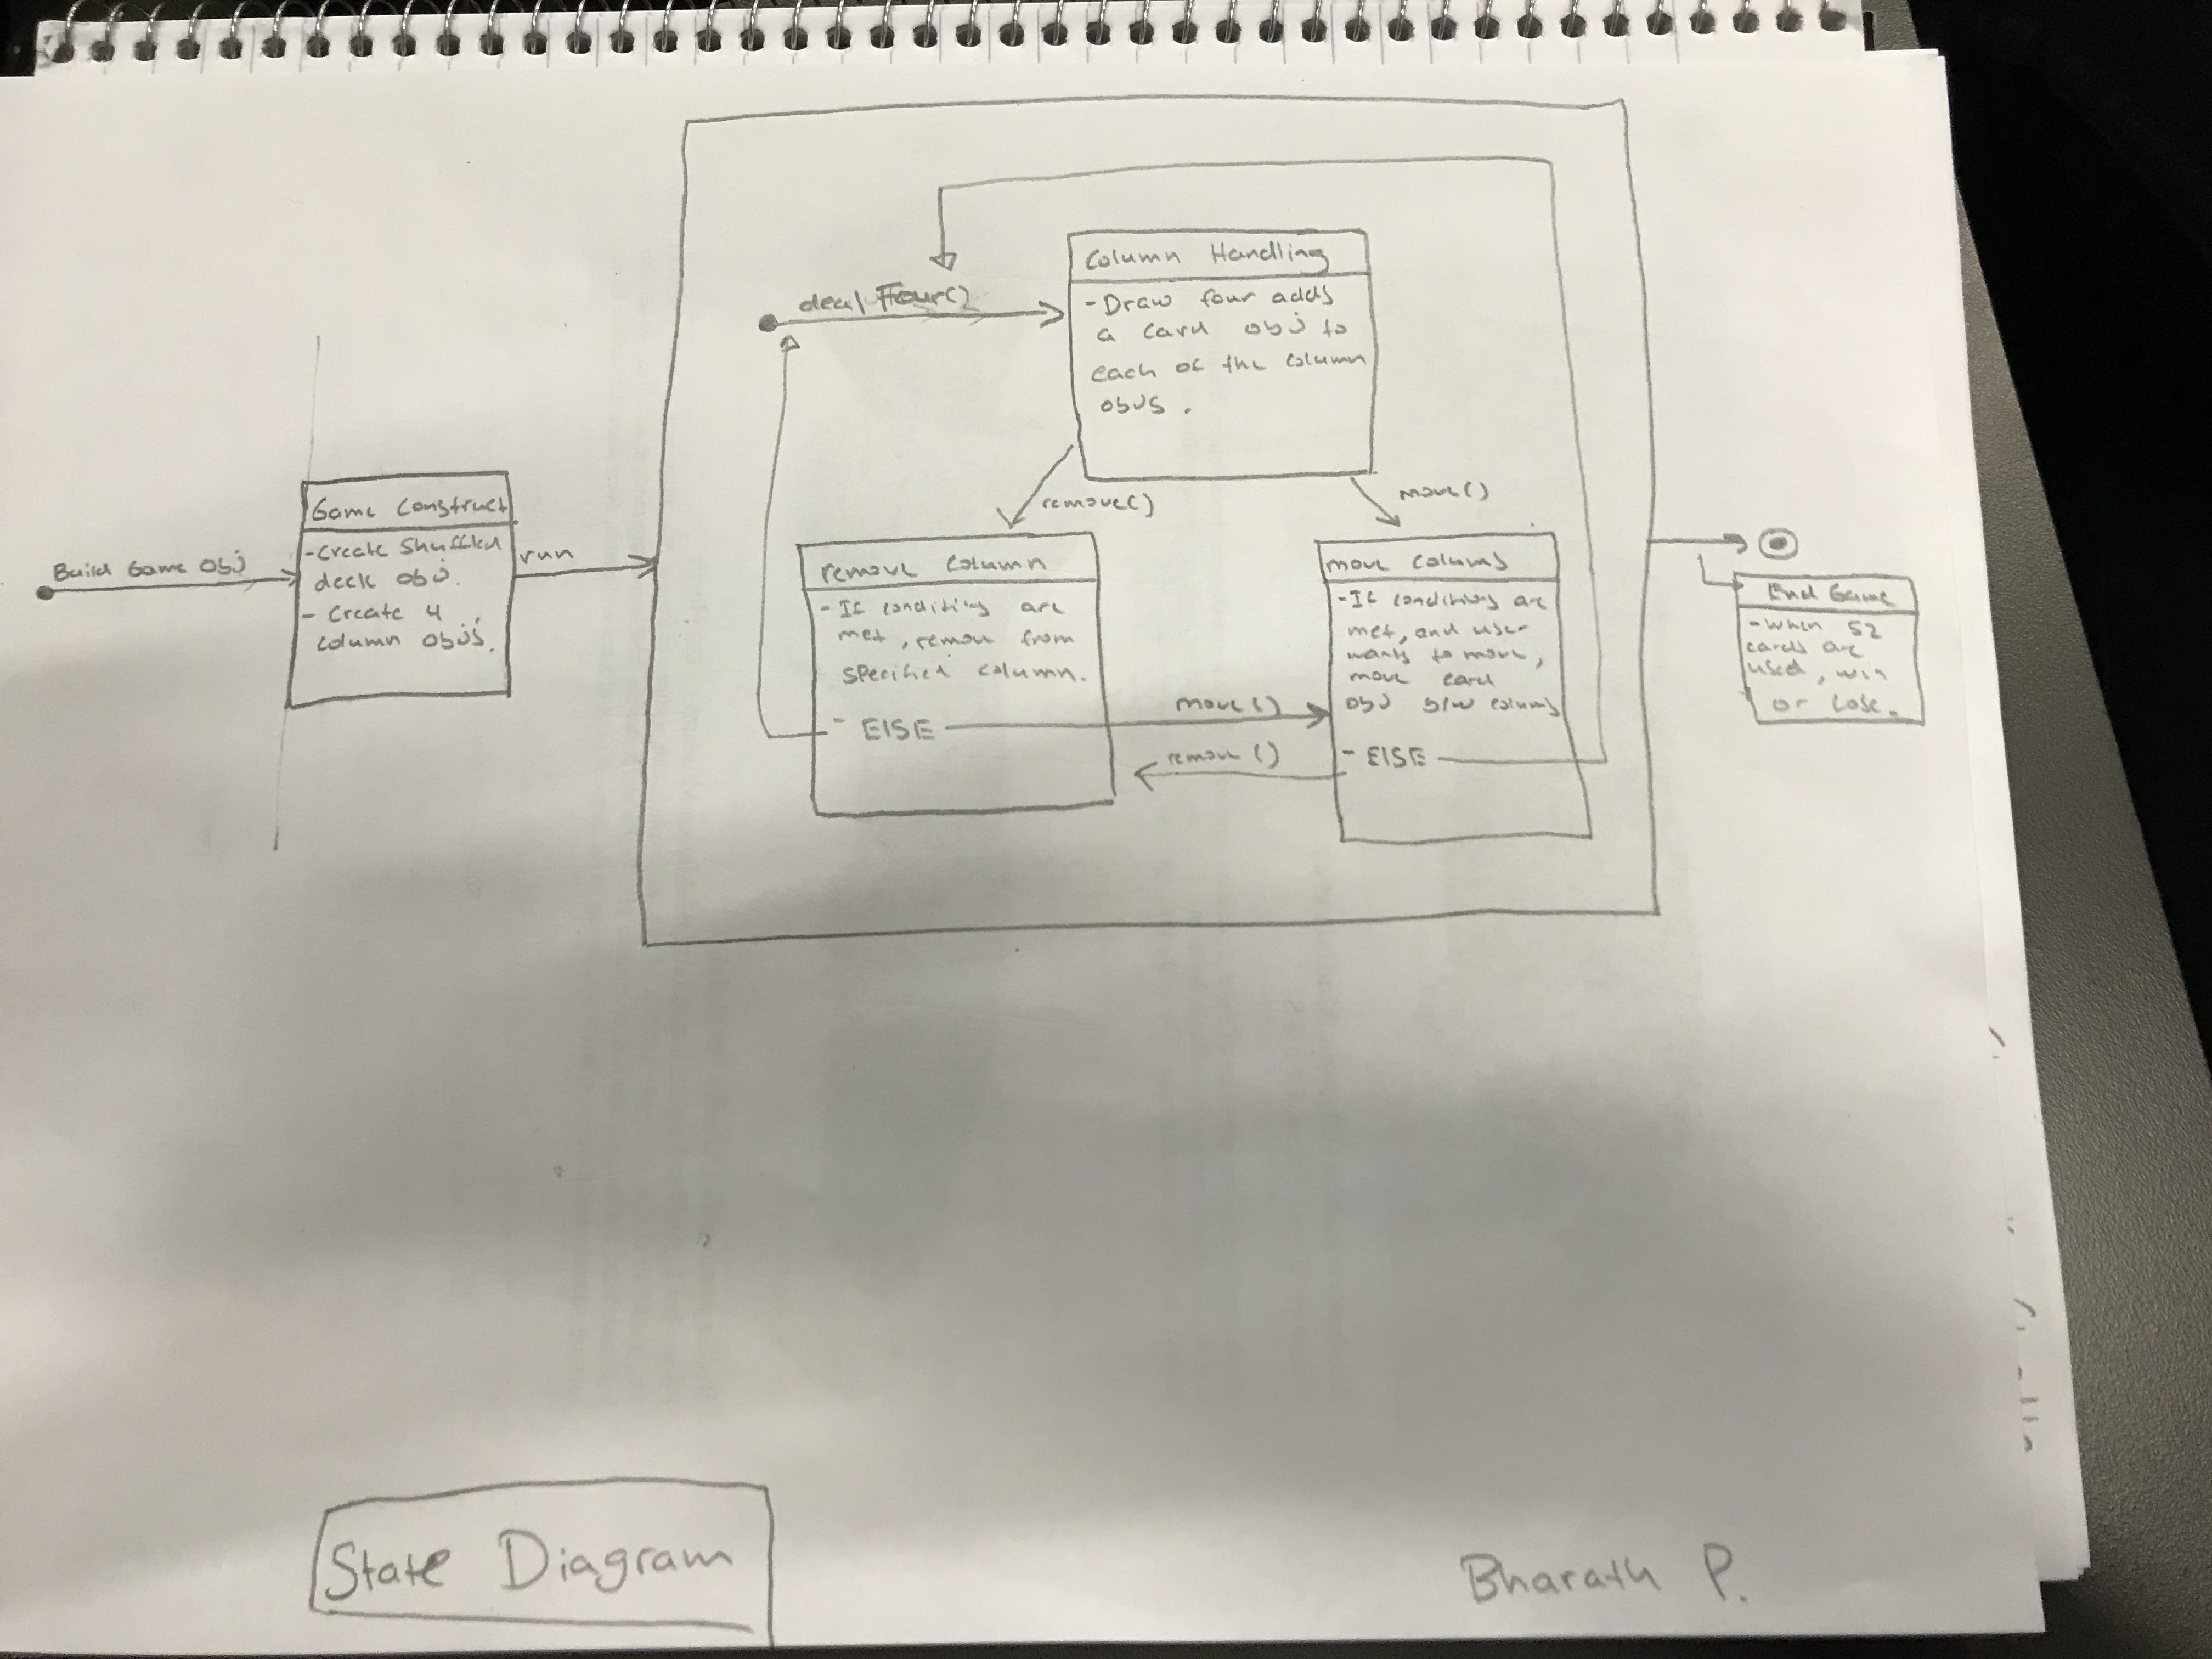 Build Game Obj
Game Construct
-Create Shuffled
deck obj.
- Create 4
column objs.
run
deal Four()
Column Handling
-Draw four adds
a card obj to
each of the column
objs.
remove()
move()
remove column
- If conditions are
met, remove from
specified column.
- ElSE
move()
remove()
move columns
-If conditions are
met, and user
wants to move,
move card
obj b/w columns
- ElSE
End Game
-when 52
cards are
used, win
or lose.
State Diagram
Bharath P.